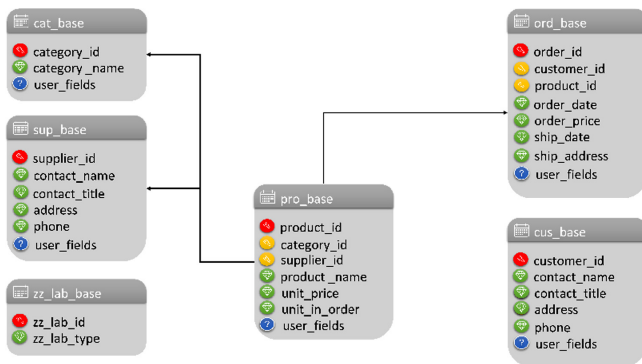 cat_base
category_id
category _name
user_fields
sup_base
supplier_id
contact_name
contact_title
address
phone
user_fields
zz_lab_base
zz_lab_id
zz_lab_type
pro_base
product_id
category_id
supplier_id
product _name
unit_price
unit_in_order
user_fields
ord_base
order_id
customer_id
product_id
order_date
order_price
ship_date
ship_address
user_fields
cus_base
customer_id
contact_name
contact_title
address
phone
user_fields